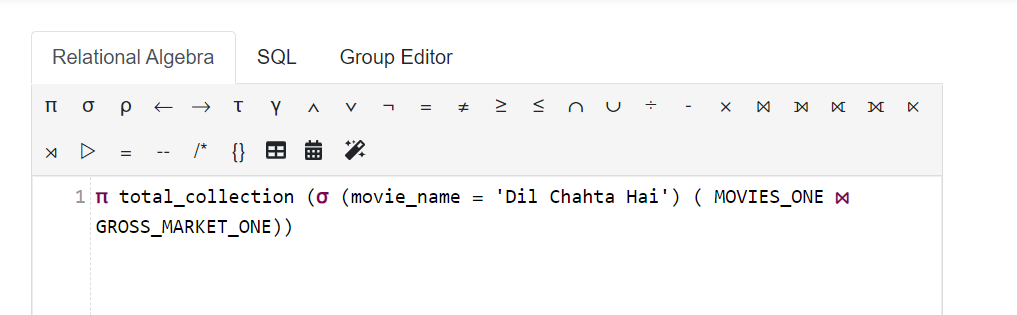 Relational Algebra SQL Group Editor
π σ ρ ← → τ γ ∧ ∨ ¬ = ≠ ≥ ≤ ∩ ∪ ÷ - × ⋈ ⟕ ⟖ ⟗ ⋉
⋊ ▷ = -- /* {}
1 π total_collection (σ (movie_name = 'Dil Chahta Hai') ( MOVIES_ONE ⋈
GROSS_MARKET_ONE))